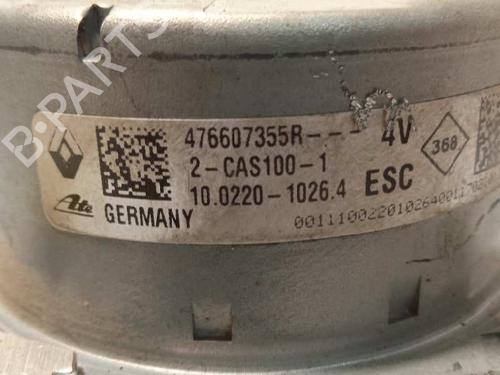 476607355R--- 4V
368
2-CAS100-1
10.0220-1026.4 ESC
Ate GERMANY
B-PARTS